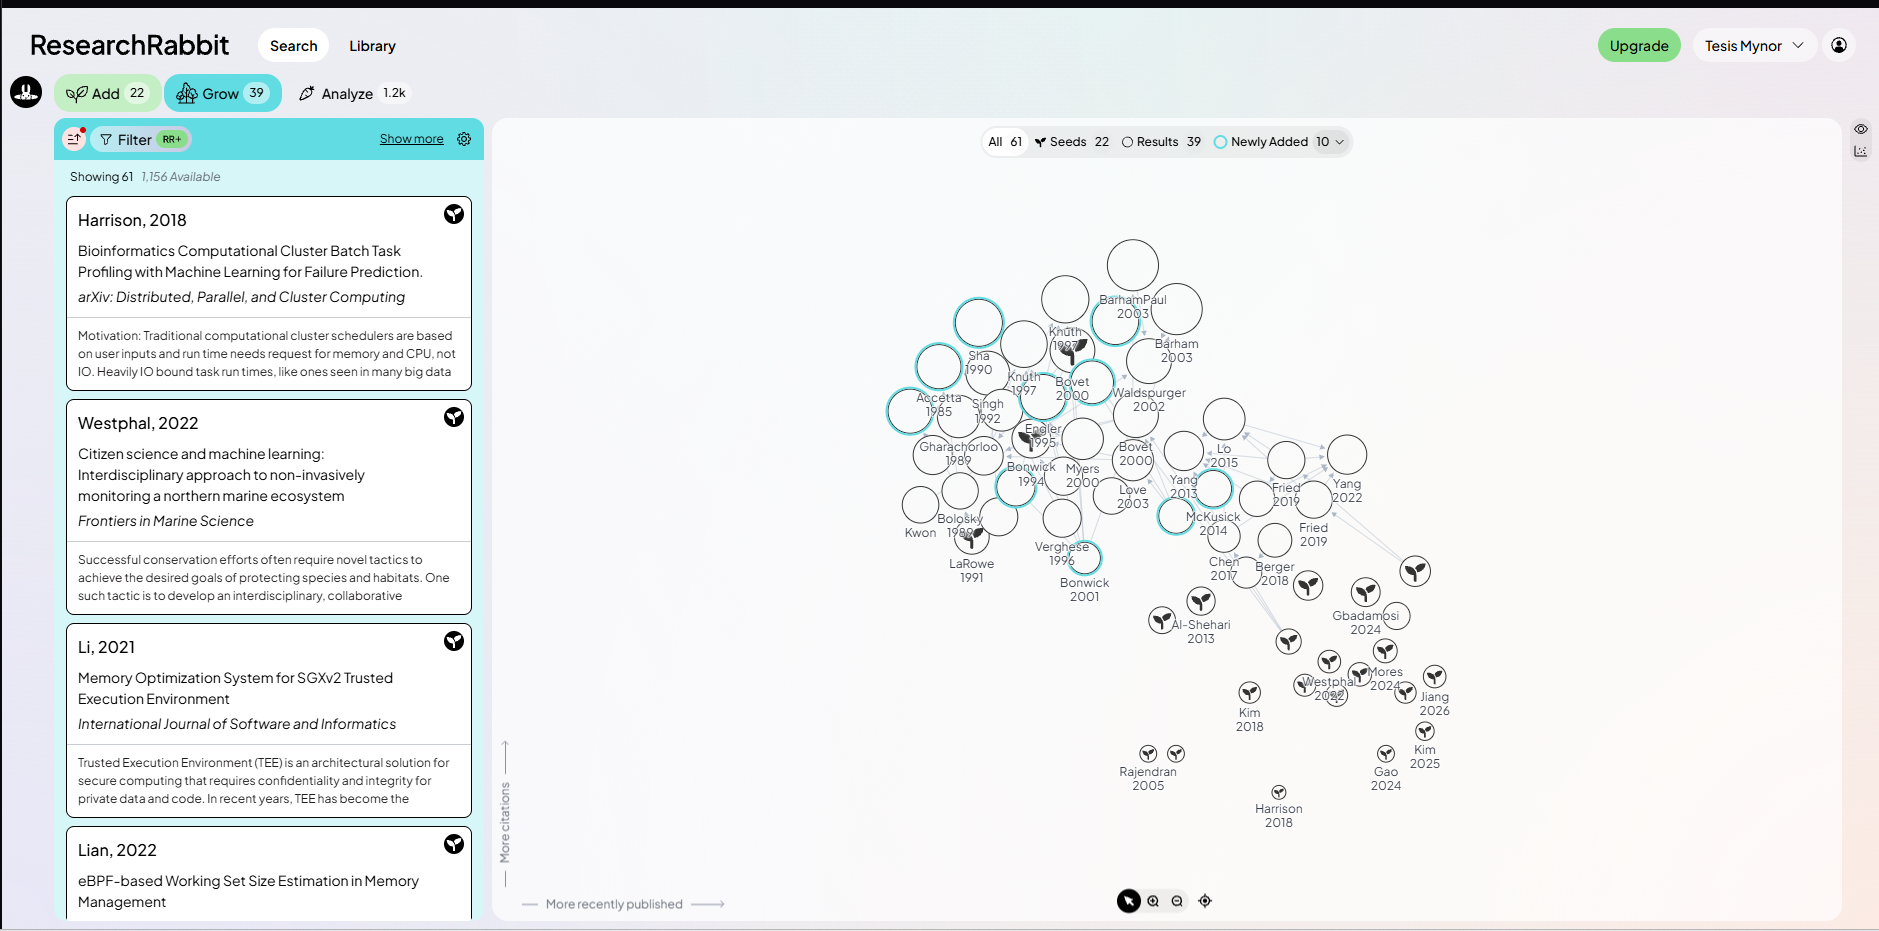 ResearchRabbit
Search
Library
Upgrade
Tesis Mynor
Add 22
Grow 39
Analyze 1.2k
Filter RR+
Show more
Showing 61 1,156 Available
Harrison, 2018
Bioinformatics Computational Cluster Batch Task
Profiling with Machine Learning for Failure Prediction.
arXiv: Distributed, Parallel, and Cluster Computing
Motivation: Traditional computational cluster schedulers are based
on user inputs and run time needs request for memory and CPU, not
IO. Heavily IO bound task run times, like ones seen in many big data
Westphal, 2022
Citizen science and machine learning:
Interdisciplinary approach to non-invasively
monitoring a northern marine ecosystem
Frontiers in Marine Science
Successful conservation efforts often require novel tactics to
achieve the desired goals of protecting species and habitats. One
such tactic is to develop an interdisciplinary, collaborative
Li, 2021
Memory Optimization System for SGXv2 Trusted
Execution Environment
International Journal of Software and Informatics
Trusted Execution Environment (TEE) is an architectural solution for
secure computing that requires confidentiality and integrity for
private data and code. In recent years, TEE has become the
Lian, 2022
eBPF-based Working Set Size Estimation in Memory
Management
All 61
Seeds 22
Results 39
Newly Added 10
BarhamPaul
2003
Knuth
1997
Barham
2003
Sha
1990
Knuth
1997
Bovet
2000
Waldspurger
2002
Accetta
1985
Singh
1992
Engler
1995
Gharachorloo
1989
Bonwick
1994
Myers
2000
Bovet
2000
Lo
2015
Love
2003
Yang
2013
Fried
2019
Yang
2022
Kwon
Bolosky
1989
McKusick
2014
Fried
2019
Verghese
1996
LaRowe
1991
Bonwick
2001
Chen
2017
Berger
2018
Al-Shehari
2013
Gbadamosi
2024
Westphal
2022
Mores
2024
Jiang
2026
Kim
2018
Kim
2025
Rajendran
2005
Gao
2024
Harrison
2018
More citations
More recently published